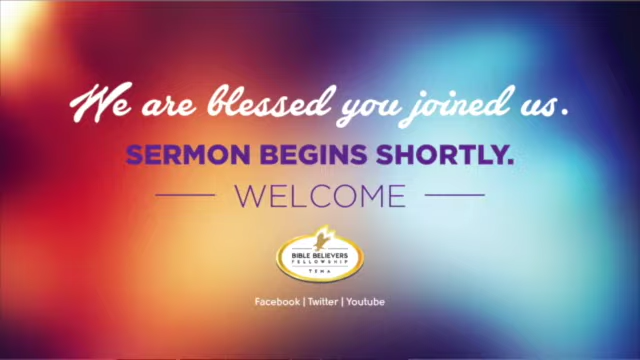 We are blessed you joined us.
SERMON BEGINS SHORTLY.
WELCOME
BIBLE BELIEVERS
FELLOWSHIP
TEMA
Facebook | Twitter | Youtube